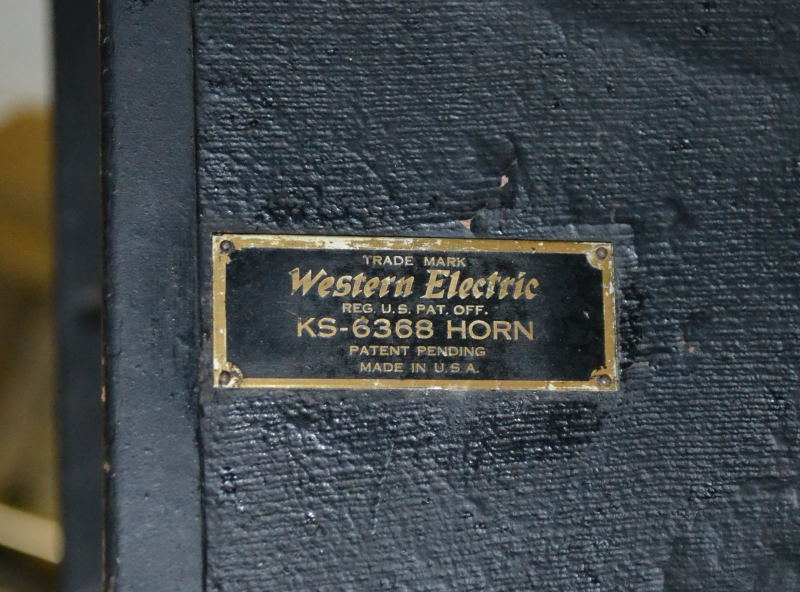 TRADE MARK
Western Electric
REG. U.S. PAT. OFF.
KS-6368 HORN
PATENT PENDING
MADE IN U.S.A.